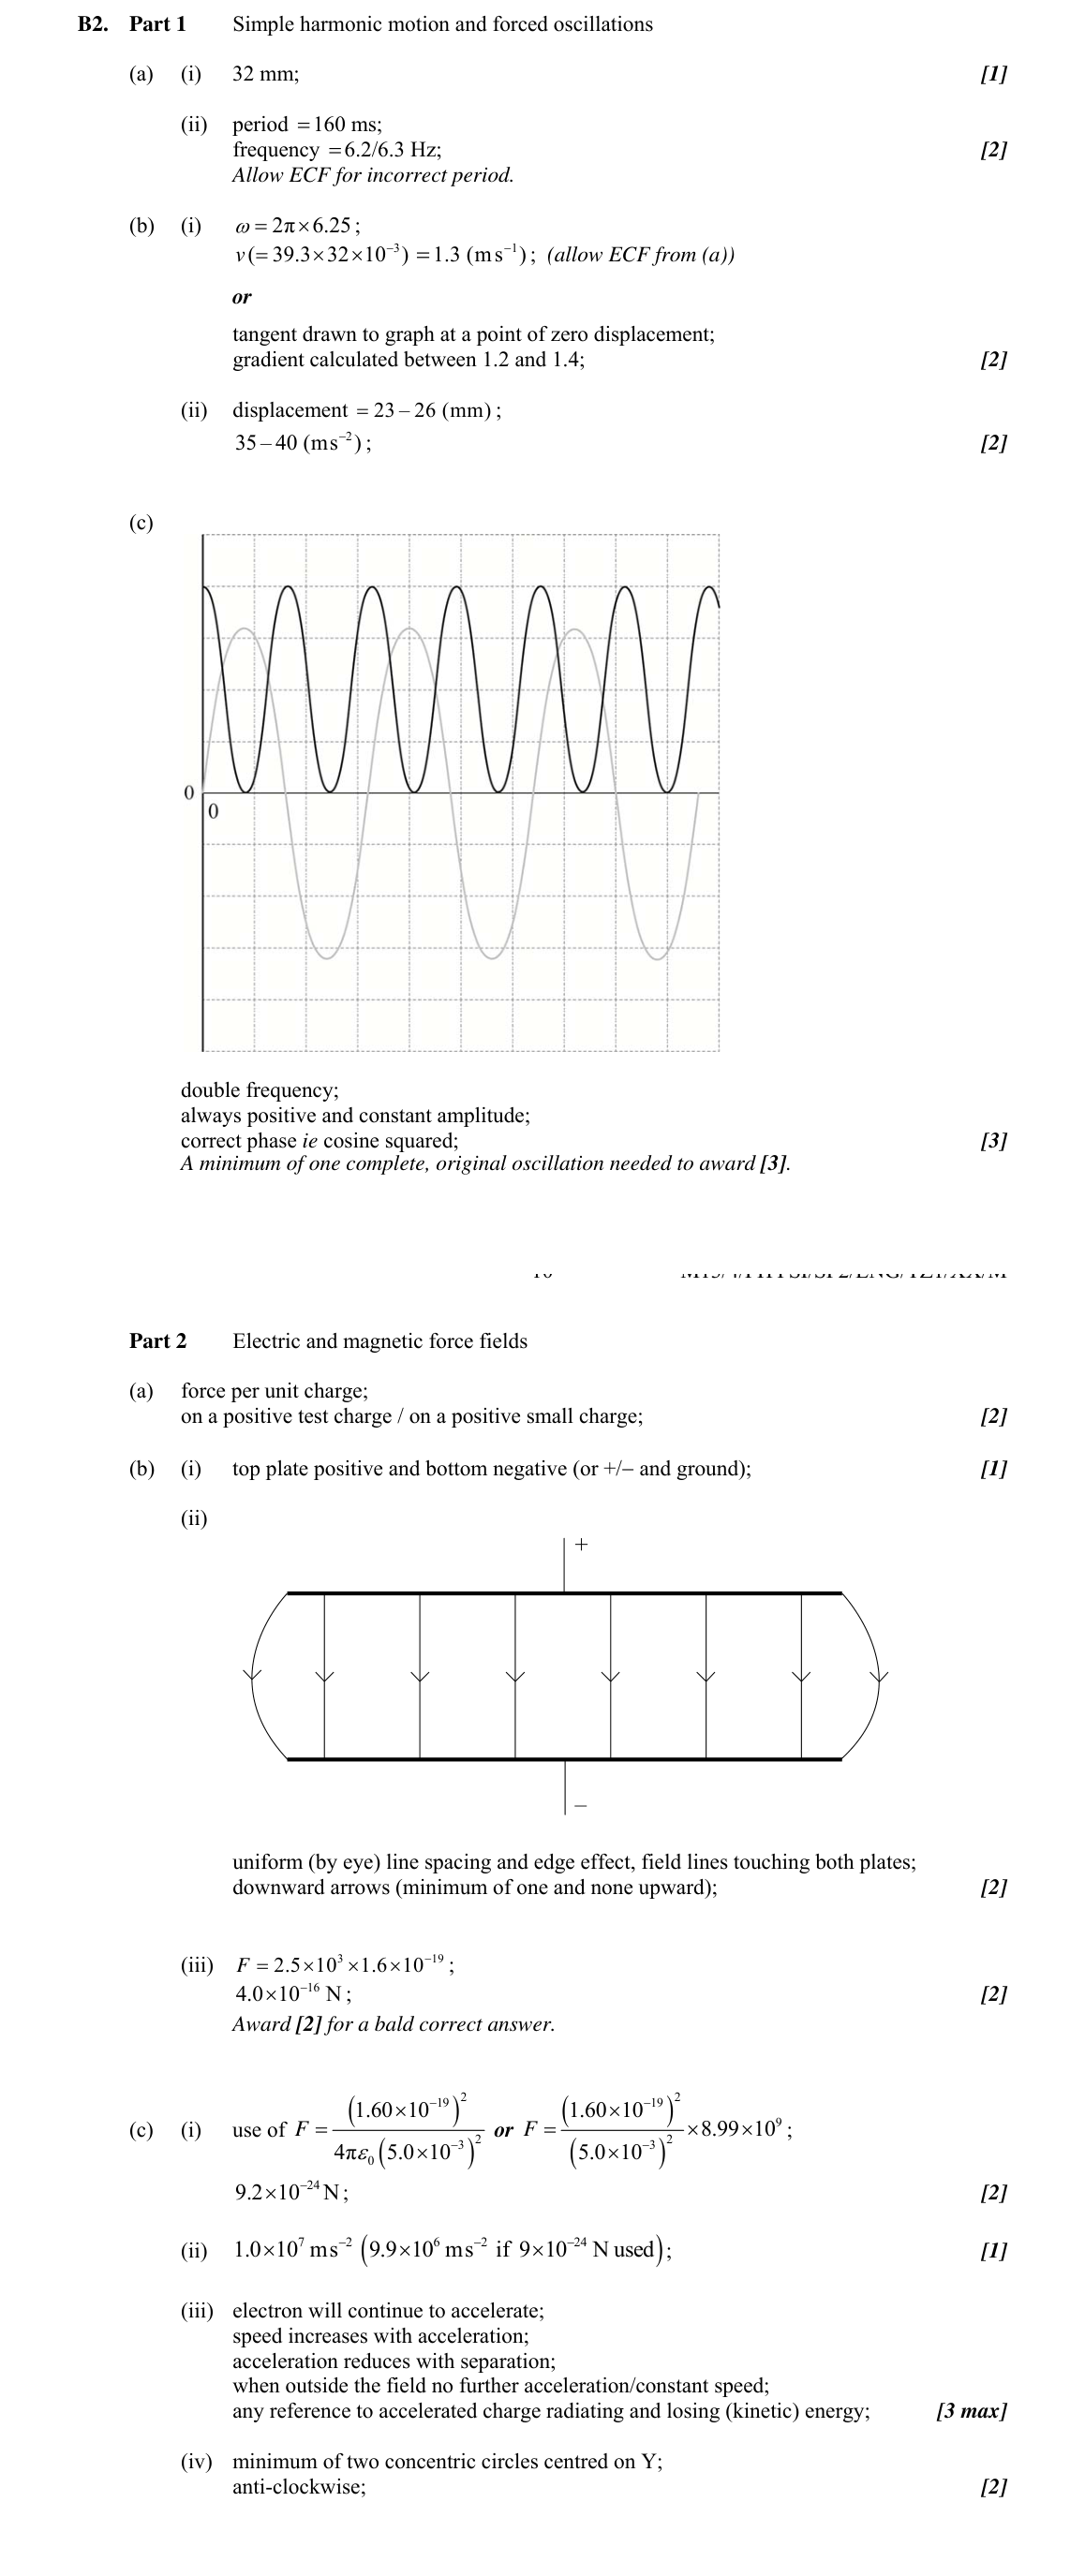 B2. Part 1 Simple harmonic motion and forced oscillations
(a) (i) 32 mm; [1]
(ii) period = 160 ms;
frequency = 6.2/6.3 Hz; [2]
Allow ECF for incorrect period.
(b) (i) ω = 2π × 6.25 ;
v (= 39.3 × 32 × 10⁻³) = 1.3 (m s⁻¹) ; (allow ECF from (a))
or
tangent drawn to graph at a point of zero displacement;
gradient calculated between 1.2 and 1.4; [2]
(ii) displacement = 23 – 26 (mm) ;
35 – 40 (ms⁻²) ; [2]
(c)
0
0
double frequency;
always positive and constant amplitude;
correct phase ie cosine squared; [3]
A minimum of one complete, original oscillation needed to award [3].
Part 2 Electric and magnetic force fields
(a) force per unit charge;
on a positive test charge / on a positive small charge; [2]
(b) (i) top plate positive and bottom negative (or +/– and ground); [1]
(ii)
+
–
uniform (by eye) line spacing and edge effect, field lines touching both plates;
downward arrows (minimum of one and none upward); [2]
(iii) F = 2.5 × 10³ × 1.6 × 10⁻¹⁹ ;
4.0 × 10⁻¹⁶ N ; [2]
Award [2] for a bald correct answer.
(c) (i) use of F = (1.60 × 10⁻¹⁹)² / 4πε₀ (5.0 × 10⁻³)² or F = (1.60 × 10⁻¹⁹)² / (5.0 × 10⁻³)² × 8.99 × 10⁹ ;
9.2 × 10⁻²⁴ N ; [2]
(ii) 1.0 × 10⁷ ms⁻² (9.9 × 10⁶ ms⁻² if 9 × 10⁻²⁴ N used) ; [1]
(iii) electron will continue to accelerate;
speed increases with acceleration;
acceleration reduces with separation;
when outside the field no further acceleration/constant speed;
any reference to accelerated charge radiating and losing (kinetic) energy; [3 max]
(iv) minimum of two concentric circles centred on Y;
anti-clockwise; [2]